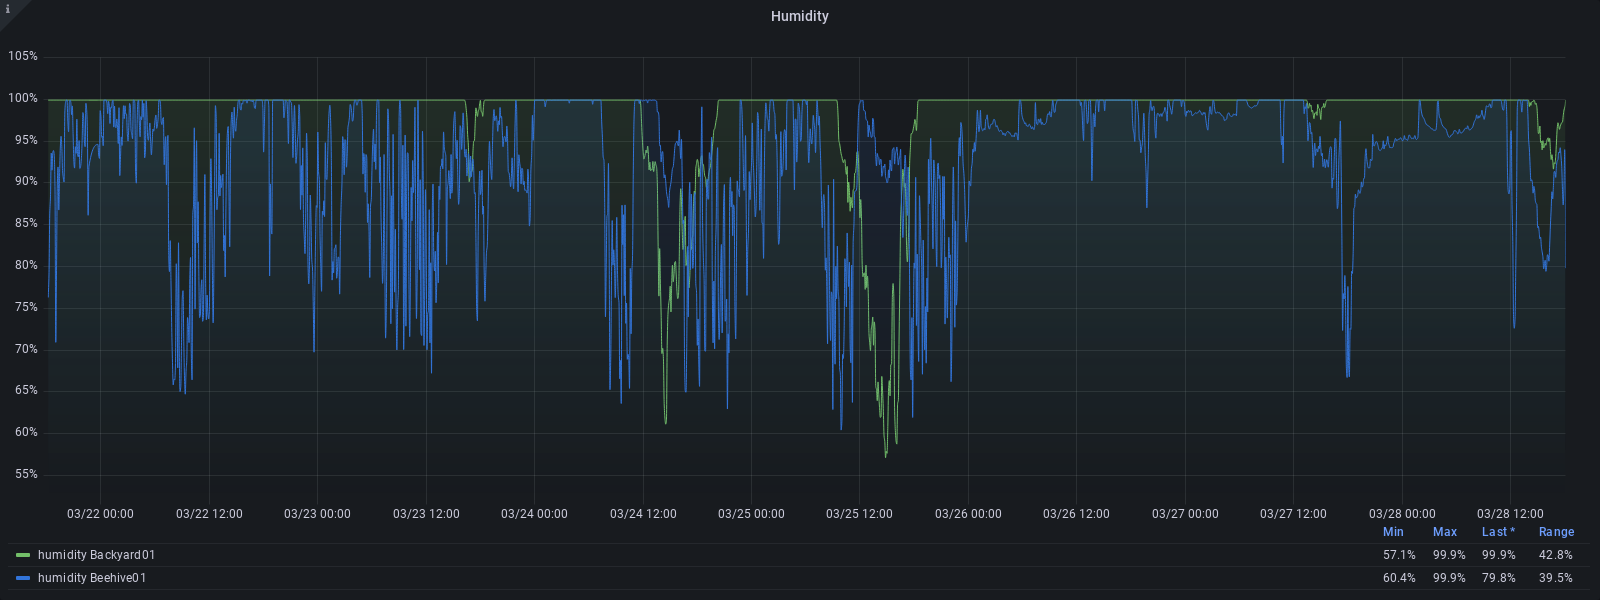 i
Humidity
105%
100%
95%
90%
85%
80%
75%
70%
65%
60%
55%
03/22 00:00 03/22 12:00 03/23 00:00 03/23 12:00 03/24 00:00 03/24 12:00 03/25 00:00 03/25 12:00 03/26 00:00 03/26 12:00 03/27 00:00 03/27 12:00 03/28 00:00 03/28 12:00
Min Max Last * Range
humidity Backyard01 57.1% 99.9% 99.9% 42.8%
humidity Beehive01 60.4% 99.9% 79.8% 39.5%